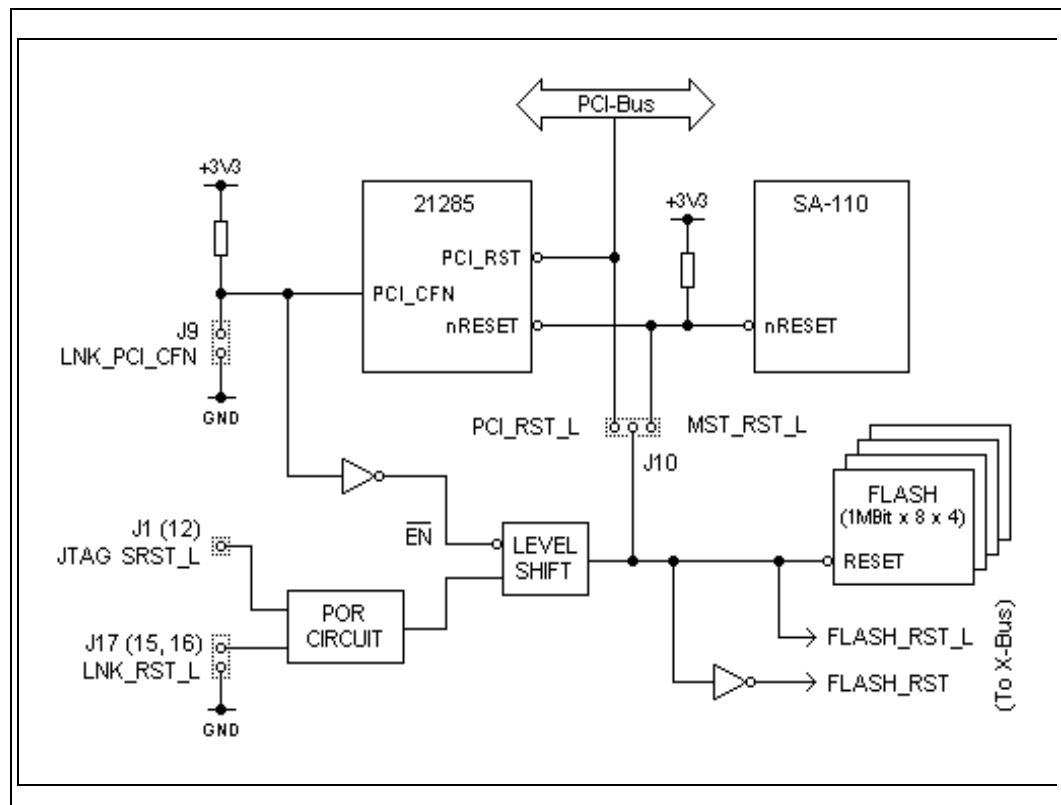 PCI-Bus
+3V3
21285
+3V3
SA-110
PCI_RST
PCI_CFN
nRESET
nRESET
J9
LNK_PCI_CFN
GND
PCI_RST_L
MST_RST_L
J10
FLASH
(1MBit x 8 x 4)
RESET
EN
LEVEL
SHIFT
J1 (12)
JTAG SRST_L
POR
CIRCUIT
J17 (15, 16)
LNK_RST_L
GND
FLASH_RST_L
FLASH_RST
(To X-Bus)